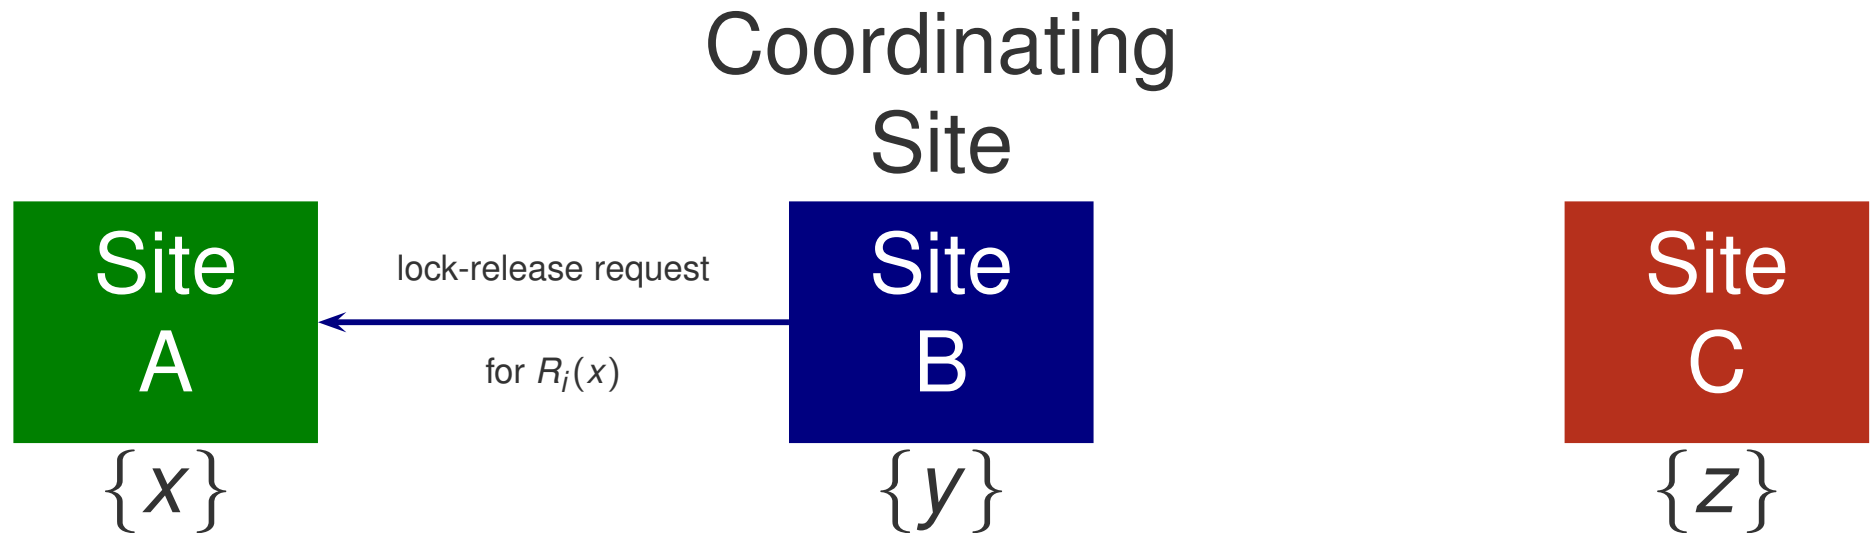 Coordinating
Site
Site
A
lock-release request
for Rᵢ(x)
Site
B
Site
C
{x}
{y}
{z}